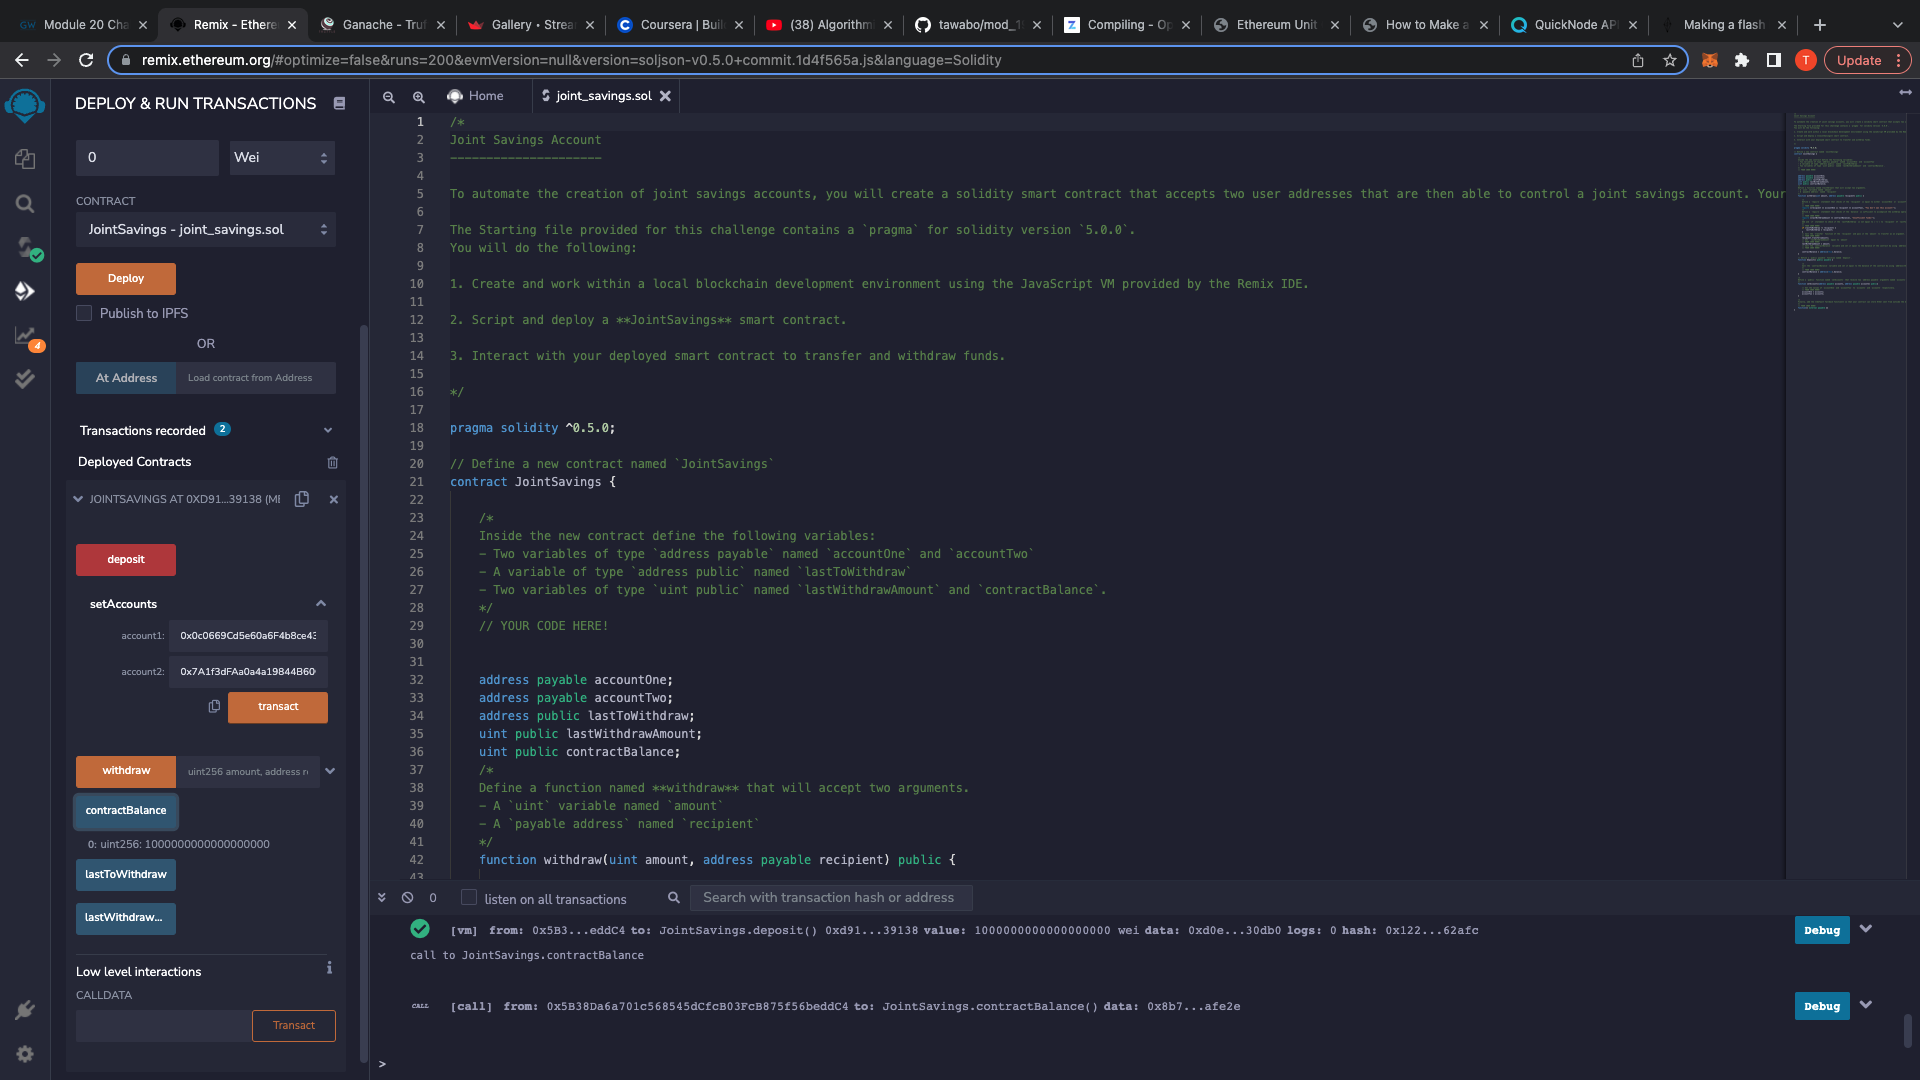 Module 20 Cha
Remix - Ethere
Ganache - Truf
Gallery • Strea
Coursera | Buil
(38) Algorithm
tawabo/mod_1
Compiling - Op
Ethereum Unit
How to Make a
QuickNode API
Making a flash
remix.ethereum.org/#optimize=false&runs=200&evmVersion=null&version=soljson-v0.5.0+commit.1d4f565a.js&language=Solidity
T
Update
DEPLOY & RUN TRANSACTIONS
0
Wei
CONTRACT
JointSavings - joint_savings.sol
Deploy
Publish to IPFS
OR
At Address
Load contract from Address
4
Transactions recorded 2
Deployed Contracts
JOINTSAVINGS AT 0XD91...39138 (ME
deposit
setAccounts
account1: 0x0c0669Cd5e60a6F4b8ce43
account2: 0x7A1f3dFAa0a4a19844B60
transact
withdraw
uint256 amount, address re
contractBalance
0: uint256: 1000000000000000000
lastToWithdraw
lastWithdraw...
Low level interactions
i
CALLDATA
Transact
Home
joint_savings.sol
1 /*
2 Joint Savings Account
3 ---------------------
4
5 To automate the creation of joint savings accounts, you will create a solidity smart contract that accepts two user addresses that are then able to control a joint savings account. Your
6
7 The Starting file provided for this challenge contains a `pragma` for solidity version `5.0.0`.
8 You will do the following:
9
10 1. Create and work within a local blockchain development environment using the JavaScript VM provided by the Remix IDE.
11
12 2. Script and deploy a **JointSavings** smart contract.
13
14 3. Interact with your deployed smart contract to transfer and withdraw funds.
15
16 */
17
18 pragma solidity ^0.5.0;
19
20 // Define a new contract named `JointSavings`
21 contract JointSavings {
22
23 /*
24 Inside the new contract define the following variables:
25 - Two variables of type `address payable` named `accountOne` and `accountTwo`
26 - A variable of type `address public` named `lastToWithdraw`
27 - Two variables of type `uint public` named `lastWithdrawAmount` and `contractBalance`.
28 */
29 // YOUR CODE HERE!
30
31
32 address payable accountOne;
33 address payable accountTwo;
34 address public lastToWithdraw;
35 uint public lastWithdrawAmount;
36 uint public contractBalance;
37 /*
38 Define a function named **withdraw** that will accept two arguments.
39 - A `uint` variable named `amount`
40 - A `payable address` named `recipient`
41 */
42 function withdraw(uint amount, address payable recipient) public {
43
0
listen on all transactions
Search with transaction hash or address
[vm] from: 0x5B3...eddC4 to: JointSavings.deposit() 0xd91...39138 value: 1000000000000000000 wei data: 0xd0e...30db0 logs: 0 hash: 0x122...62afc
Debug
call to JointSavings.contractBalance
CALL [call] from: 0x5B38Da6a701c568545dCfcB03FcB875f56beddC4 to: JointSavings.contractBalance() data: 0x8b7...afe2e
Debug
>